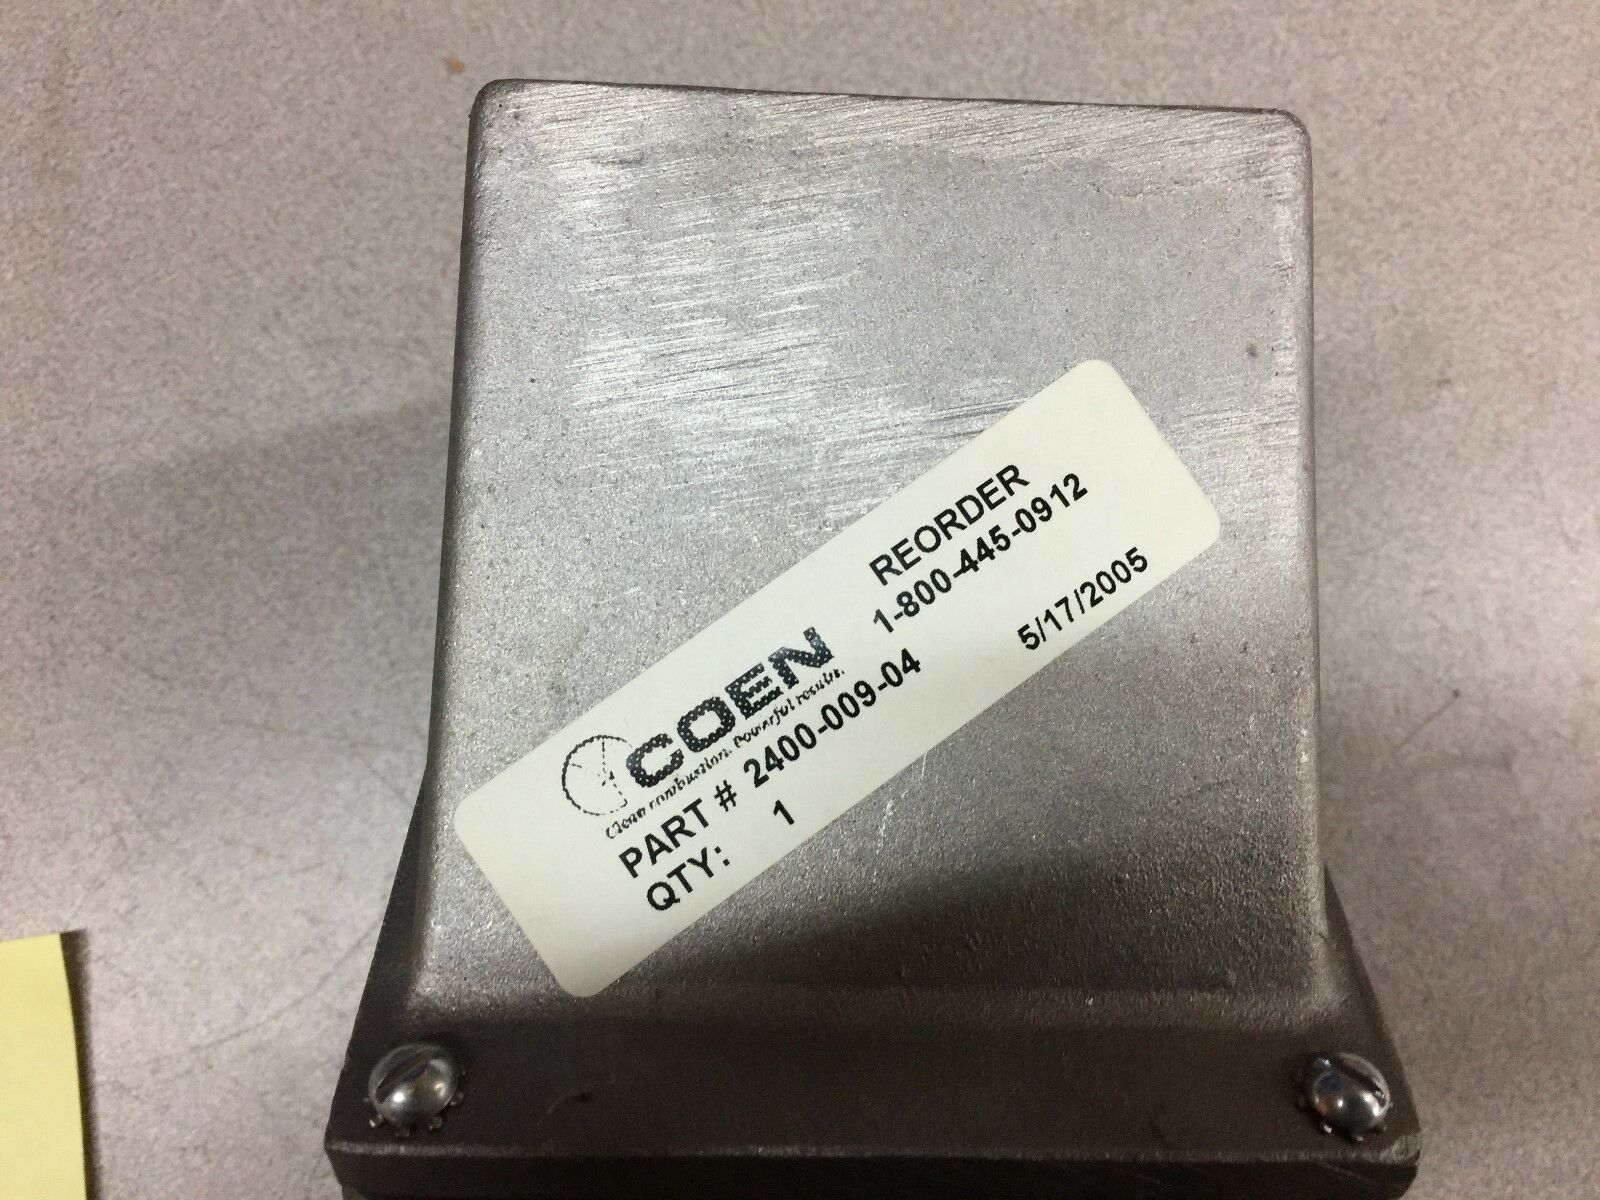 COEN
Clean combustion. Powerful results.
REORDER
1-800-445-0912
PART # 2400-009-04
5/17/2005
QTY: 1